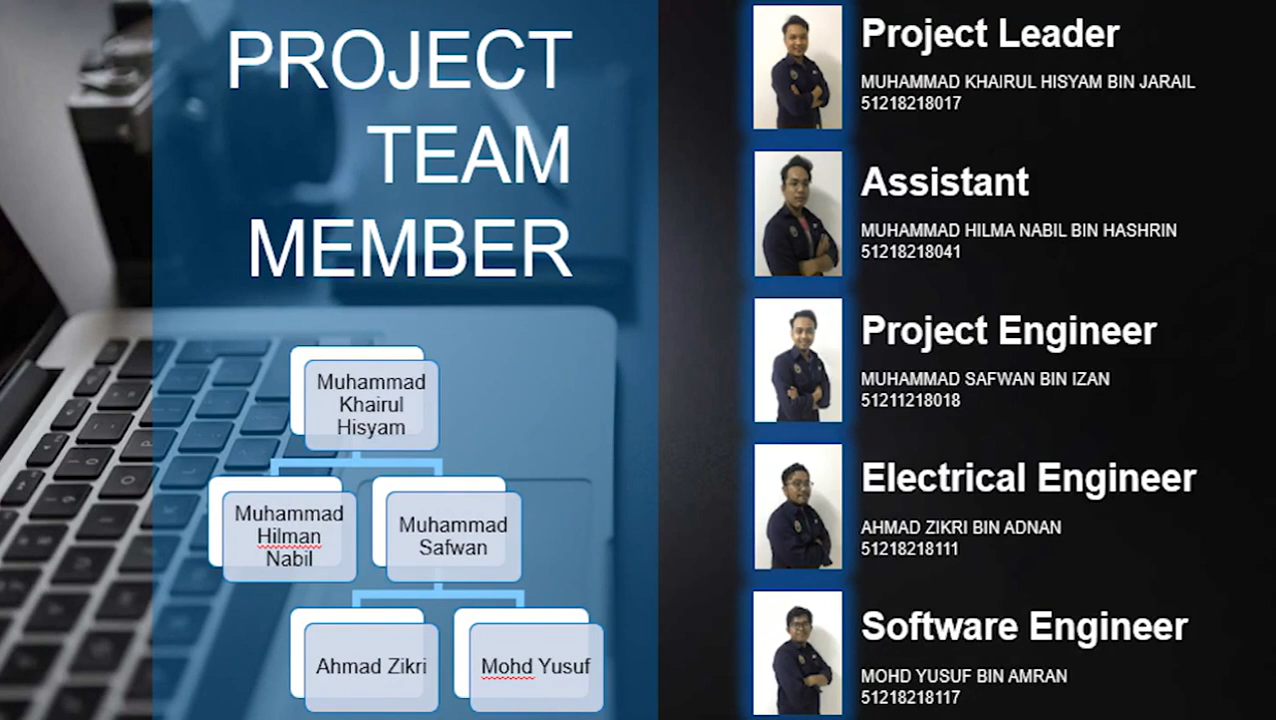 PROJECT
TEAM
MEMBER
Muhammad
Khairul
Hisyam
Muhammad
Hilman
Nabil
Muhammad
Safwan
Ahmad Zikri
Mohd Yusuf
Project Leader
MUHAMMAD KHAIRUL HISYAM BIN JARAIL
51218218017
Assistant
MUHAMMAD HILMA NABIL BIN HASHRIN
51218218041
Project Engineer
MUHAMMAD SAFWAN BIN IZAN
51211218018
Electrical Engineer
AHMAD ZIKRI BIN ADNAN
51218218111
Software Engineer
MOHD YUSUF BIN AMRAN
51218218117